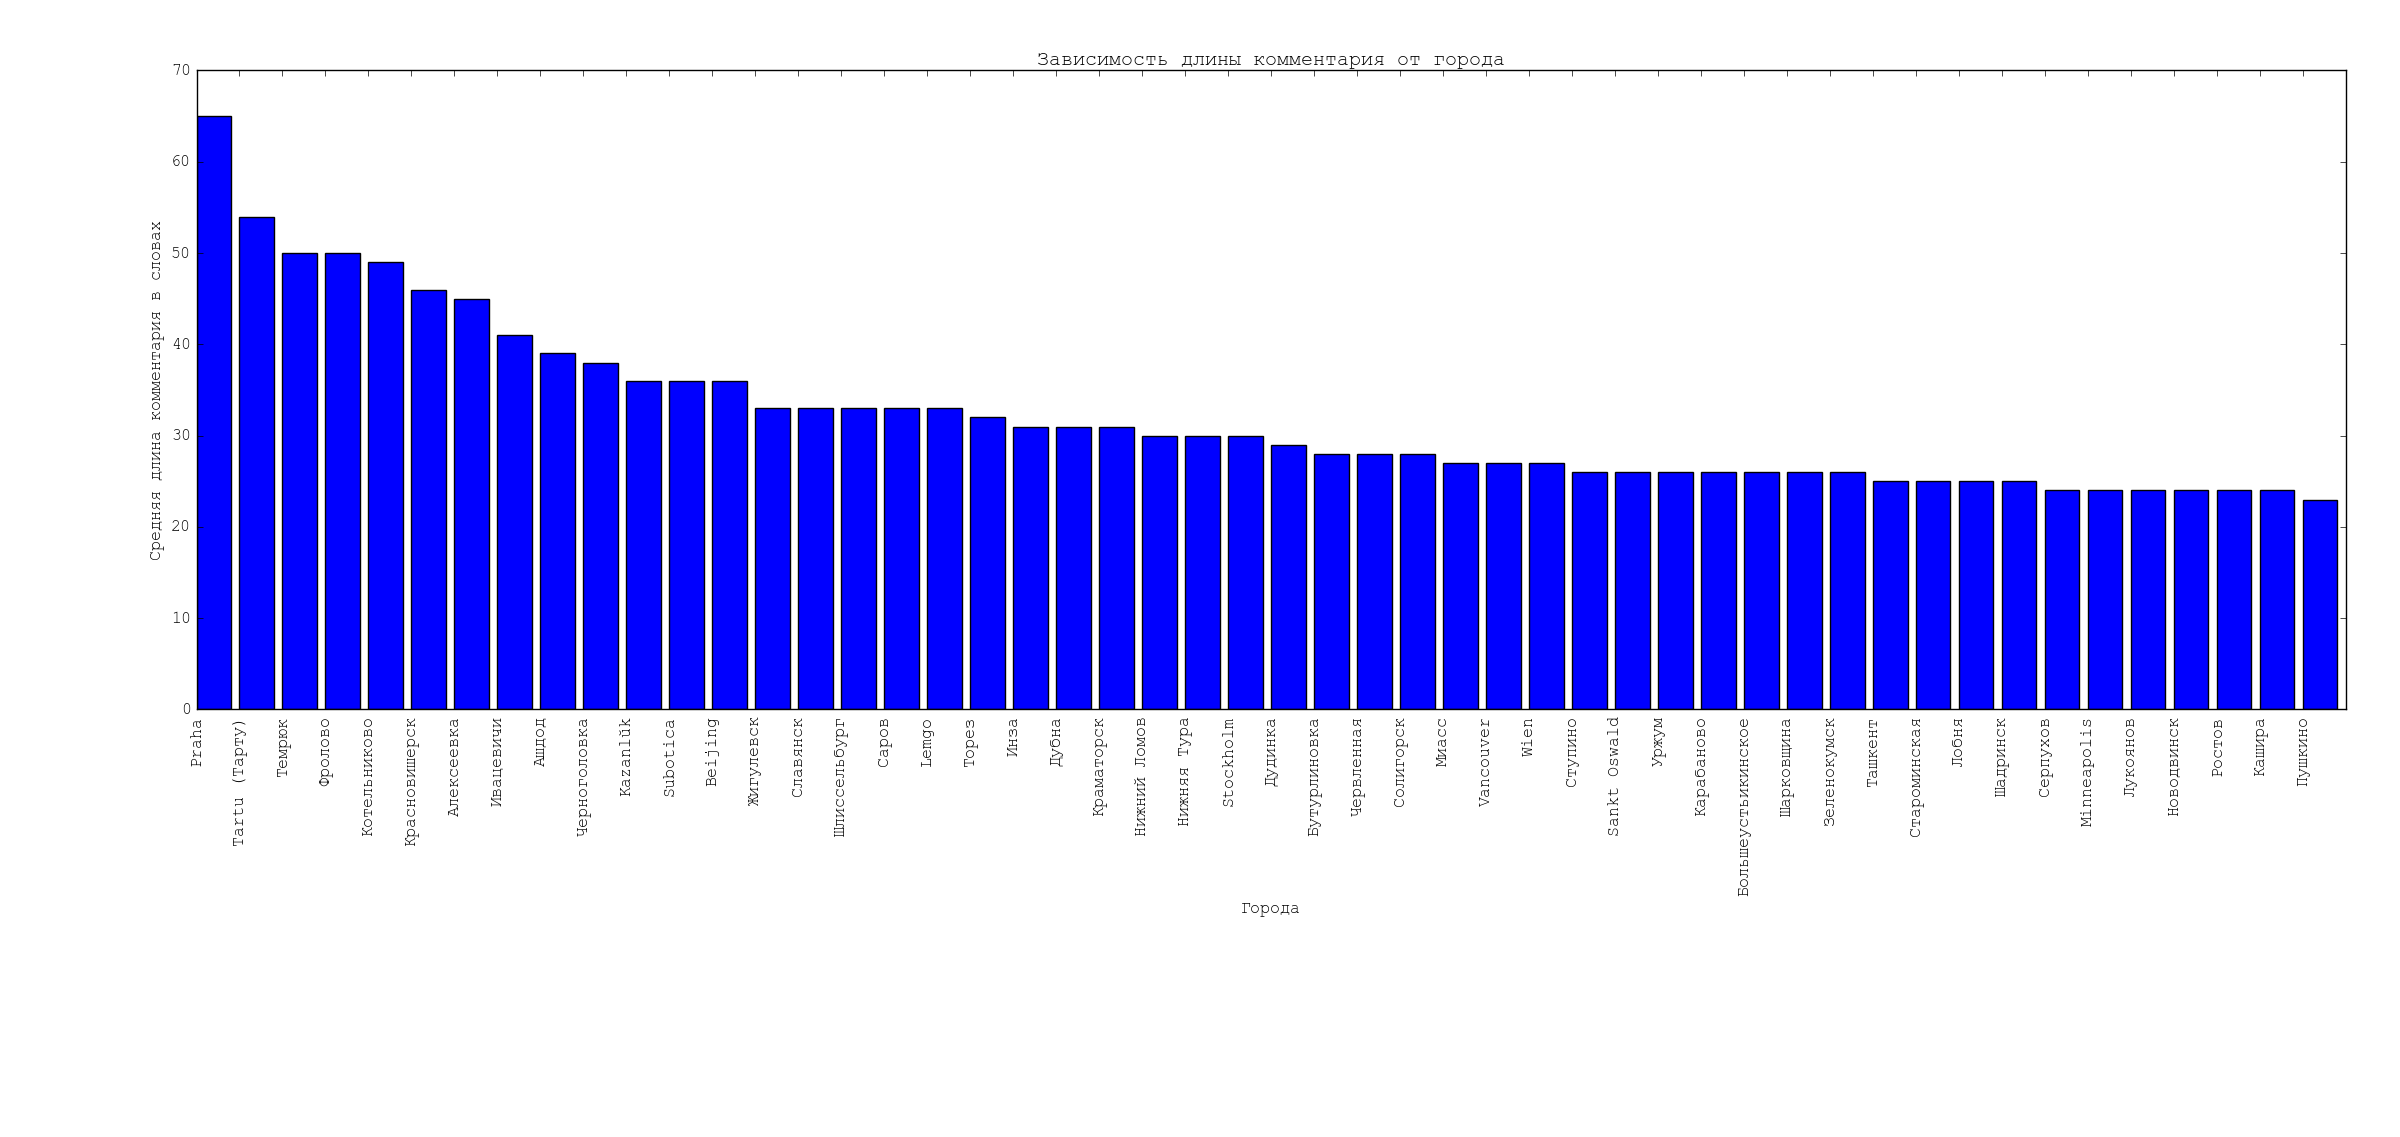 Зависимость длины комментария от города
Средняя длина комментария в словах
70
60
50
40
30
20
10
0
Praha
Tartu (Тарту)
Темрюк
Фролово
Котельниково
Красновишерск
Алексеевка
Ивацевичи
Ашдод
Черноголовка
Kazanlŭk
Subotica
Beijing
Жигулевск
Славянск
Шлиссельбург
Саров
Lemgo
Торез
Инза
Дубна
Краматорск
Нижний Ломов
Нижняя Тура
Stockholm
Дудинка
Бутурлиновка
Червленная
Солигорск
Миасс
Vancouver
Wien
Ступино
Sankt Oswald
Уржум
Карабаново
Большеустьикинское
Шарковщина
Зеленокумск
Ташкент
Староминская
Лобня
Шадринск
Серпухов
Minneapolis
Лукоянов
Новодвинск
Ростов
Кашира
Пушкино
Города